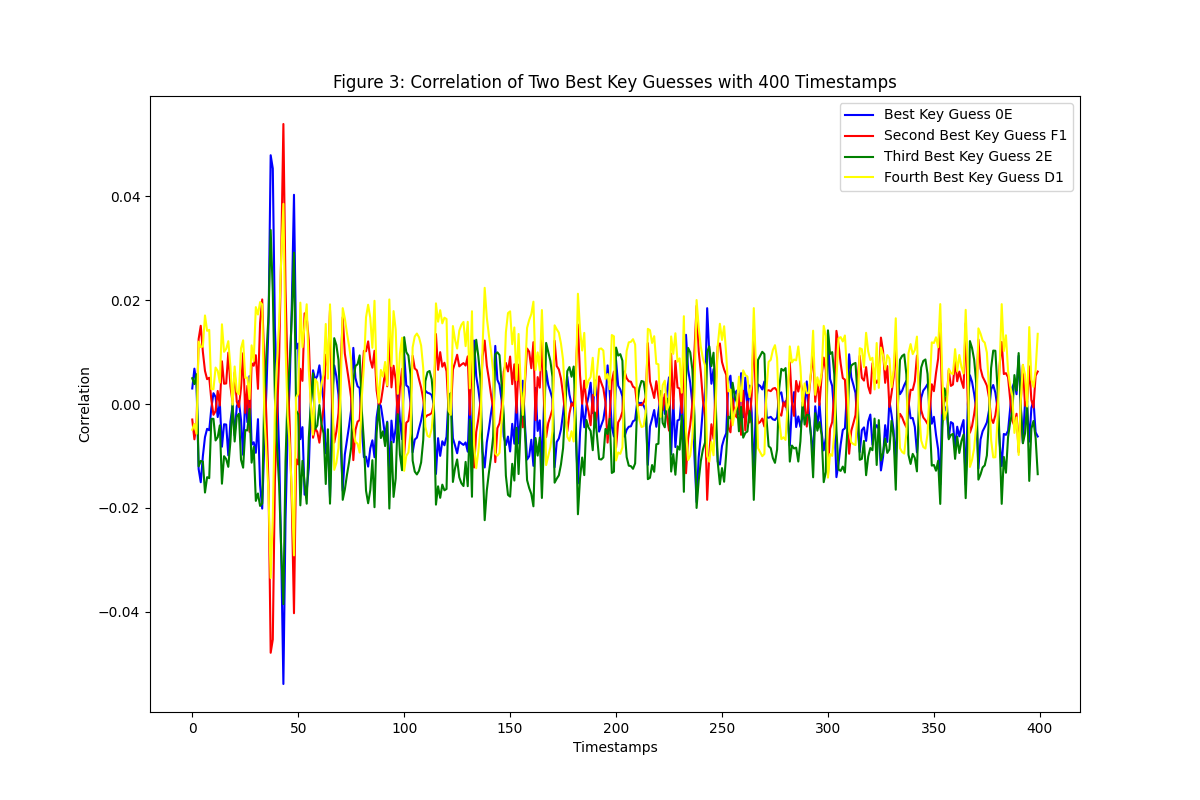 Figure 3: Correlation of Two Best Key Guesses with 400 Timestamps
Best Key Guess 0E
Second Best Key Guess F1
Third Best Key Guess 2E
Fourth Best Key Guess D1
Correlation
0.04
0.02
0.00
−0.02
−0.04
0 50 100 150 200 250 300 350 400
Timestamps